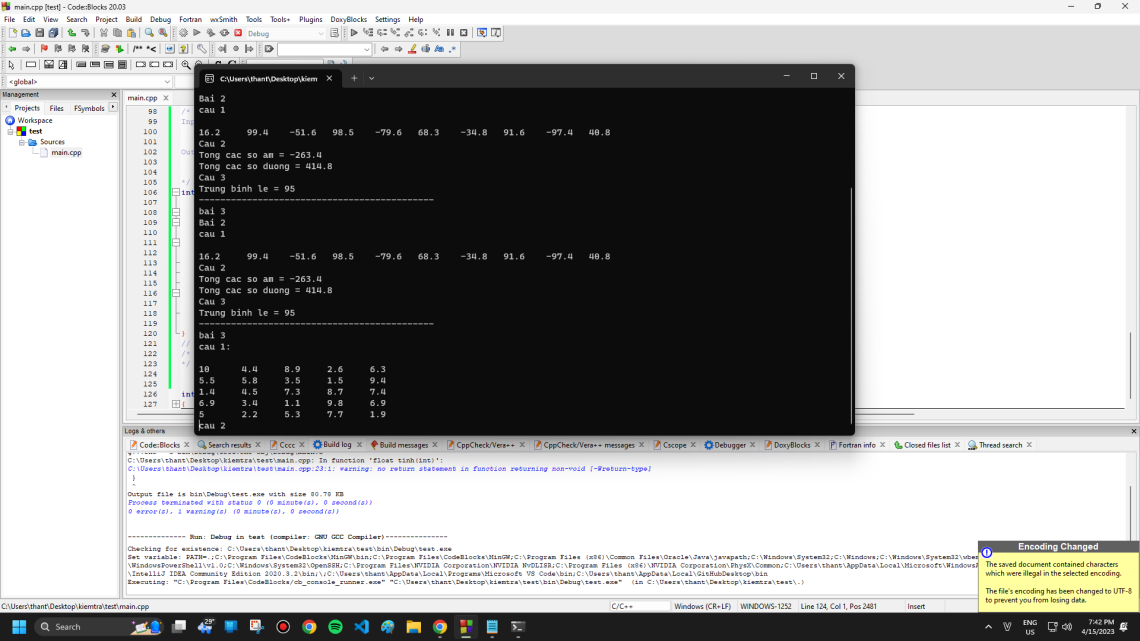 main.cpp [test] - Code::Blocks 20.03
File Edit View Search Project Build Debug Fortran wxSmith Tools Tools+ Plugins DoxyBlocks Settings Help
Debug
<global>
Management
Projects Files FSymbols
Workspace
test
Sources
main.cpp
main.cpp
98 /*
99 Inp
100
101
102 Out
103
104
105 */
106 int
107
108
109
110
111
112
113
114
115
116
117
118
119
120 }
121 //
122 /*
123 */
124
125
126 int
127 {
C:\Users\thant\Desktop\kiem
Bai 2
cau 1
16.2 99.4 -51.6 98.5 -79.6 68.3 -34.8 91.6 -97.4 40.8
Cau 2
Tong cac so am = -263.4
Tong cac so duong = 414.8
Cau 3
Trung binh le = 95
--------------------------------------------
bai 3
Bai 2
cau 1
16.2 99.4 -51.6 98.5 -79.6 68.3 -34.8 91.6 -97.4 40.8
Cau 2
Tong cac so am = -263.4
Tong cac so duong = 414.8
Cau 3
Trung binh le = 95
--------------------------------------------
bai 3
cau 1:
10 4.4 8.9 2.6 6.3
5.5 5.8 3.5 1.5 9.4
1.4 4.5 7.3 8.7 7.4
6.9 3.4 1.1 9.8 6.9
5 2.2 5.3 7.7 1.9
cau 2
Logs & others
Code::Blocks Search results Cccc Build log Build messages CppCheck/Vera++ CppCheck/Vera++ messages Cscope Debugger DoxyBlocks Fortran info Closed files list Thread search
C:\Users\thant\Desktop\kiemtra\test\main.cpp: In function 'float tinh(int)':
C:\Users\thant\Desktop\kiemtra\test\main.cpp:23:1: warning: no return statement in function returning non-void [-Wreturn-type]
}
^
Output file is bin\Debug\test.exe with size 80.78 KB
Process terminated with status 0 (0 minute(s), 0 second(s))
0 error(s), 1 warning(s) (0 minute(s), 0 second(s))
-------------- Run: Debug in test (compiler: GNU GCC Compiler)---------------
Checking for existence: C:\Users\thant\Desktop\kiemtra\test\bin\Debug\test.exe
Set variable: PATH=.;C:\Program Files\CodeBlocks\MinGW\bin;C:\Program Files\CodeBlocks\MinGW;C:\Program Files (x86)\Common Files\Oracle\Java\javapath;C:\Windows\System32;C:\Windows;C:\Windows\System32\wbem
\WindowsPowerShell\v1.0;C:\Windows\System32\OpenSSH;C:\Program Files\NVIDIA Corporation\NVIDIA NvDLISR;C:\Program Files (x86)\NVIDIA Corporation\PhysX\Common;C:\Users\thant\AppData\Local\Microsoft\WindowsA
\IntelliJ IDEA Community Edition 2020.3.2\bin;\;C:\Users\thant\AppData\Local\Programs\Microsoft VS Code\bin;C:\Users\thant\AppData\Local\GitHubDesktop\bin
Executing: "C:\Program Files\CodeBlocks/cb_console_runner.exe" "C:\Users\thant\Desktop\kiemtra\test\bin\Debug\test.exe" (in C:\Users\thant\Desktop\kiemtra\test\.)
Encoding Changed
The saved document contained characters
which were illegal in the selected encoding.
The file's encoding has been changed to UTF-8
to prevent you from losing data.
C:\Users\thant\Desktop\kiemtra\test\main.cpp C/C++ Windows (CR+LF) WINDOWS-1252 Line 124, Col 1, Pos 2481 Insert
Search
29°
ENG
US
7:42 PM
4/15/2023